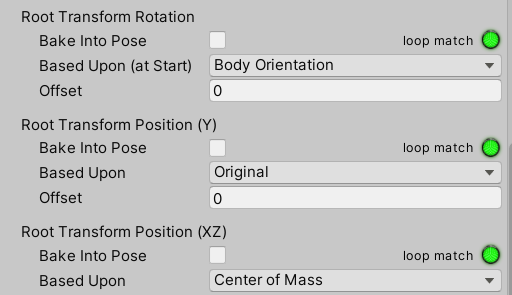 Root Transform Rotation
Bake Into Pose loop match
Based Upon (at Start) Body Orientation
Offset 0
Root Transform Position (Y)
Bake Into Pose loop match
Based Upon Original
Offset 0
Root Transform Position (XZ)
Bake Into Pose loop match
Based Upon Center of Mass